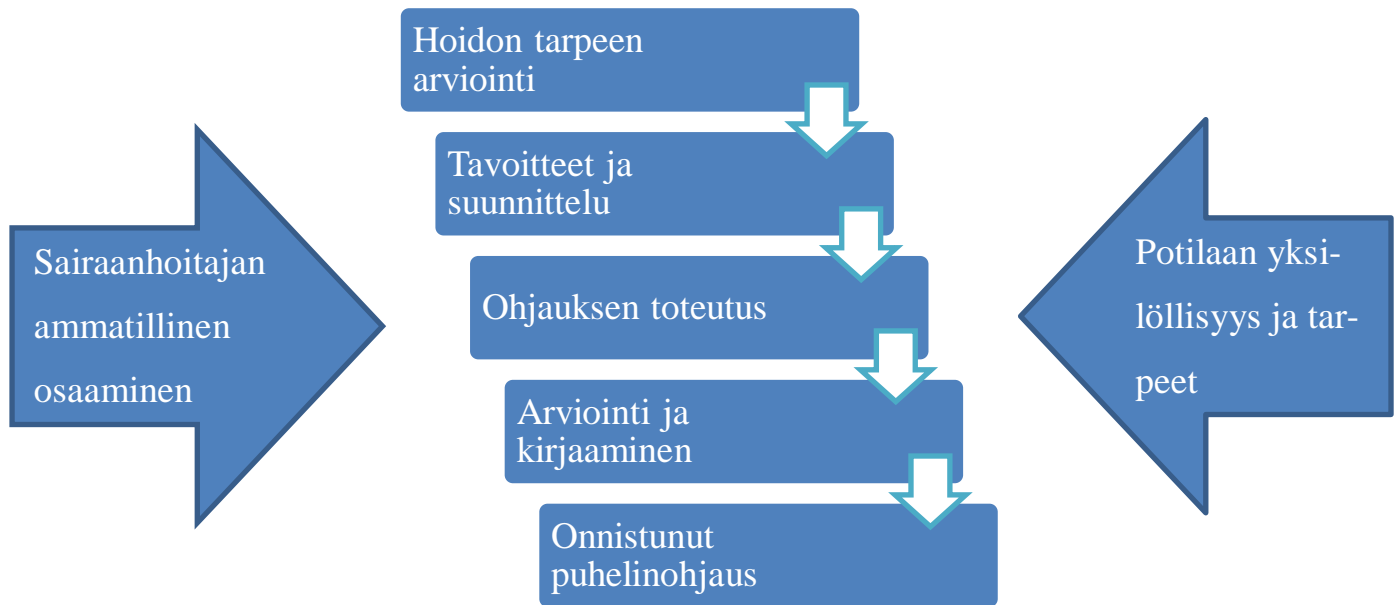 Hoidon tarpeen
arviointi
Tavoitteet ja
suunnittelu
Sairaanhoitajan
ammatillinen
osaaminen
Ohjauksen toteutus
Potilaan yksi-
löllisyys ja tar-
peet
Arviointi ja
kirjaaminen
Onnistunut
puhelinohjaus